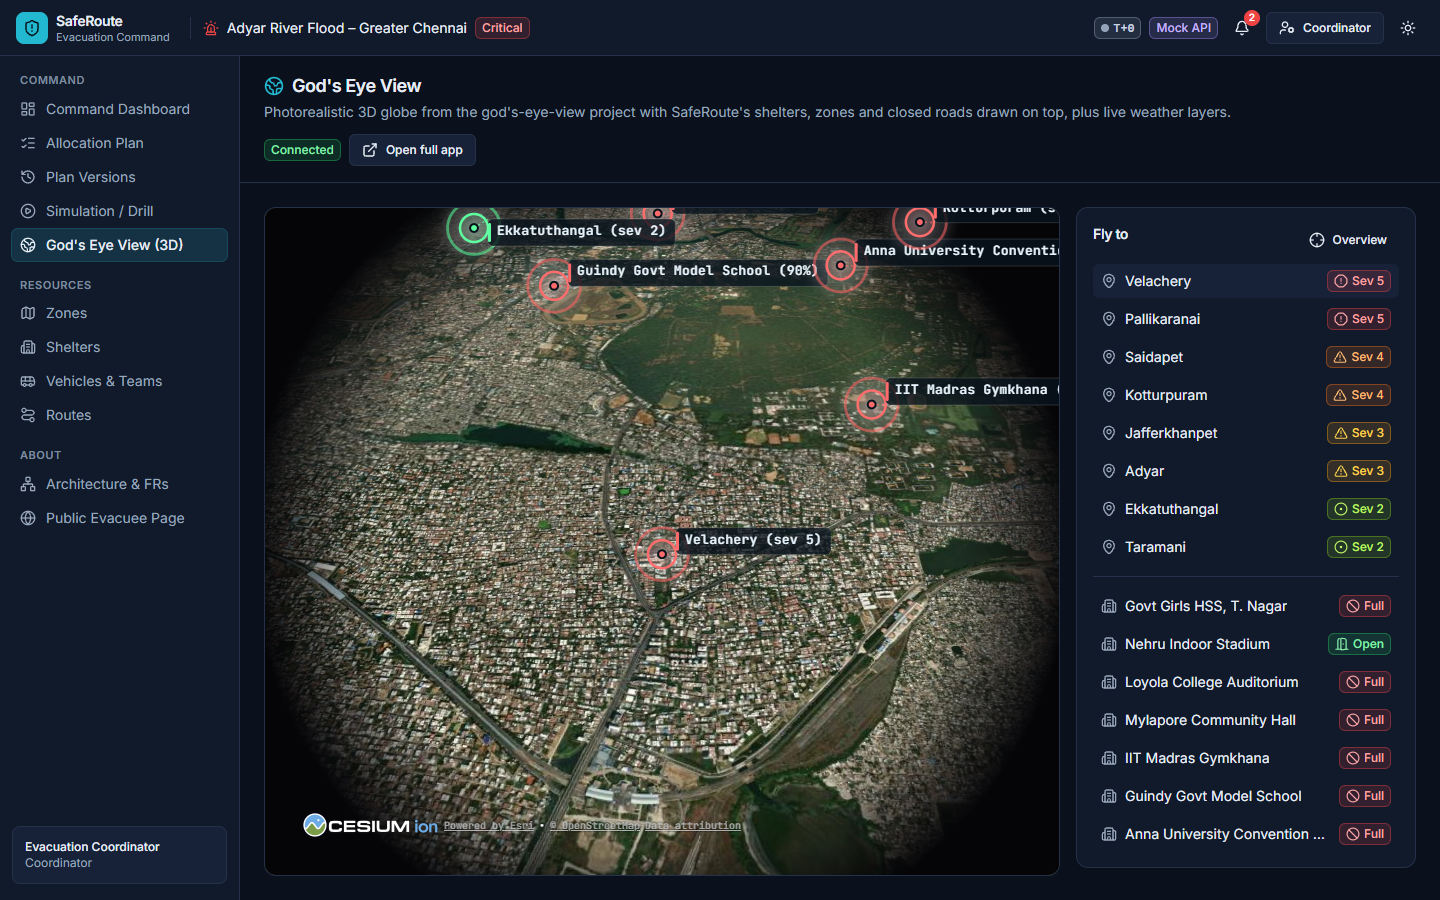 SafeRoute
Evacuation Command
Adyar River Flood – Greater Chennai
Critical
T+0
Mock API
2
Coordinator
COMMAND
Command Dashboard
Allocation Plan
Plan Versions
Simulation / Drill
God's Eye View (3D)
RESOURCES
Zones
Shelters
Vehicles & Teams
Routes
ABOUT
Architecture & FRs
Public Evacuee Page
Evacuation Coordinator
Coordinator
God's Eye View
Photorealistic 3D globe from the god's-eye-view project with SafeRoute's shelters, zones and closed roads drawn on top, plus live weather layers.
Connected
Open full app
Kotturpuram (s
Ekkatuthangal (sev 2)
Anna University Conventi
Guindy Govt Model School (90%)
IIT Madras Gymkhana (
Velachery (sev 5)
CESIUM ion
Powered by Esri • © OpenStreetMap Data attribution
Fly to
Overview
Velachery Sev 5
Pallikaranai Sev 5
Saidapet Sev 4
Kotturpuram Sev 4
Jafferkhanpet Sev 3
Adyar Sev 3
Ekkatuthangal Sev 2
Taramani Sev 2
Govt Girls HSS, T. Nagar Full
Nehru Indoor Stadium Open
Loyola College Auditorium Full
Mylapore Community Hall Full
IIT Madras Gymkhana Full
Guindy Govt Model School Full
Anna University Convention ... Full